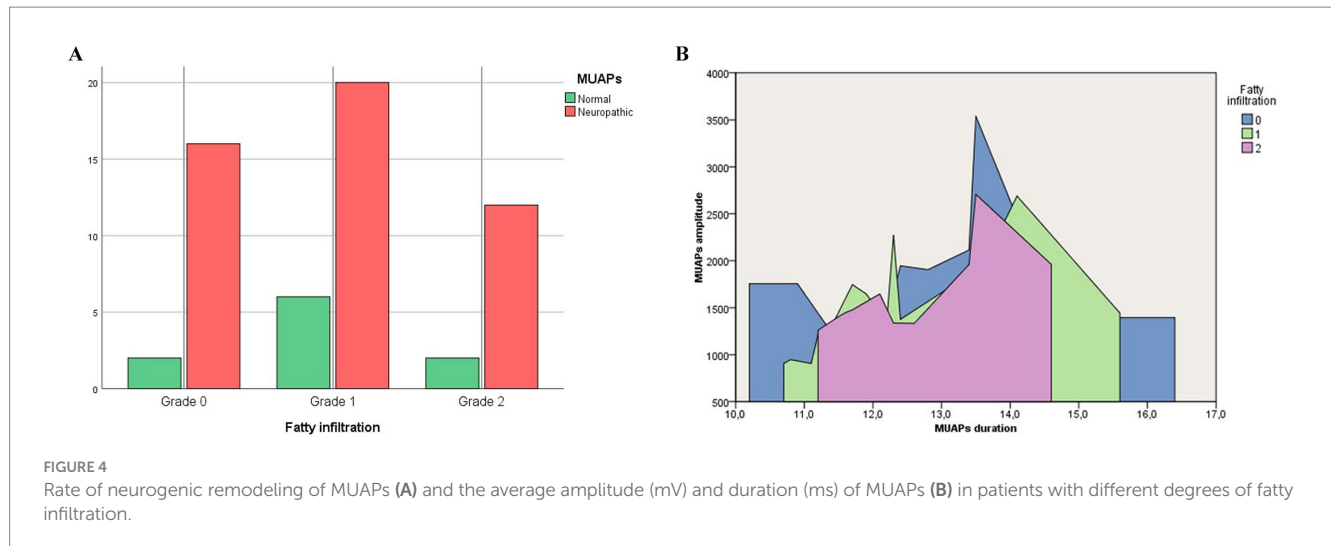 A
MUAPs
Normal
Neuropathic
20
15
10
5
0
Grade 0
Grade 1
Grade 2
Fatty infiltration
B
Fatty
infiltration
0
1
2
MUAPs amplitude
4000
3500
3000
2500
2000
1500
1000
500
10,0
11,0
12,0
13,0
14,0
15,0
16,0
17,0
MUAPs duration
FIGURE 4
Rate of neurogenic remodeling of MUAPs (A) and the average amplitude (mV) and duration (ms) of MUAPs (B) in patients with different degrees of fatty
infiltration.